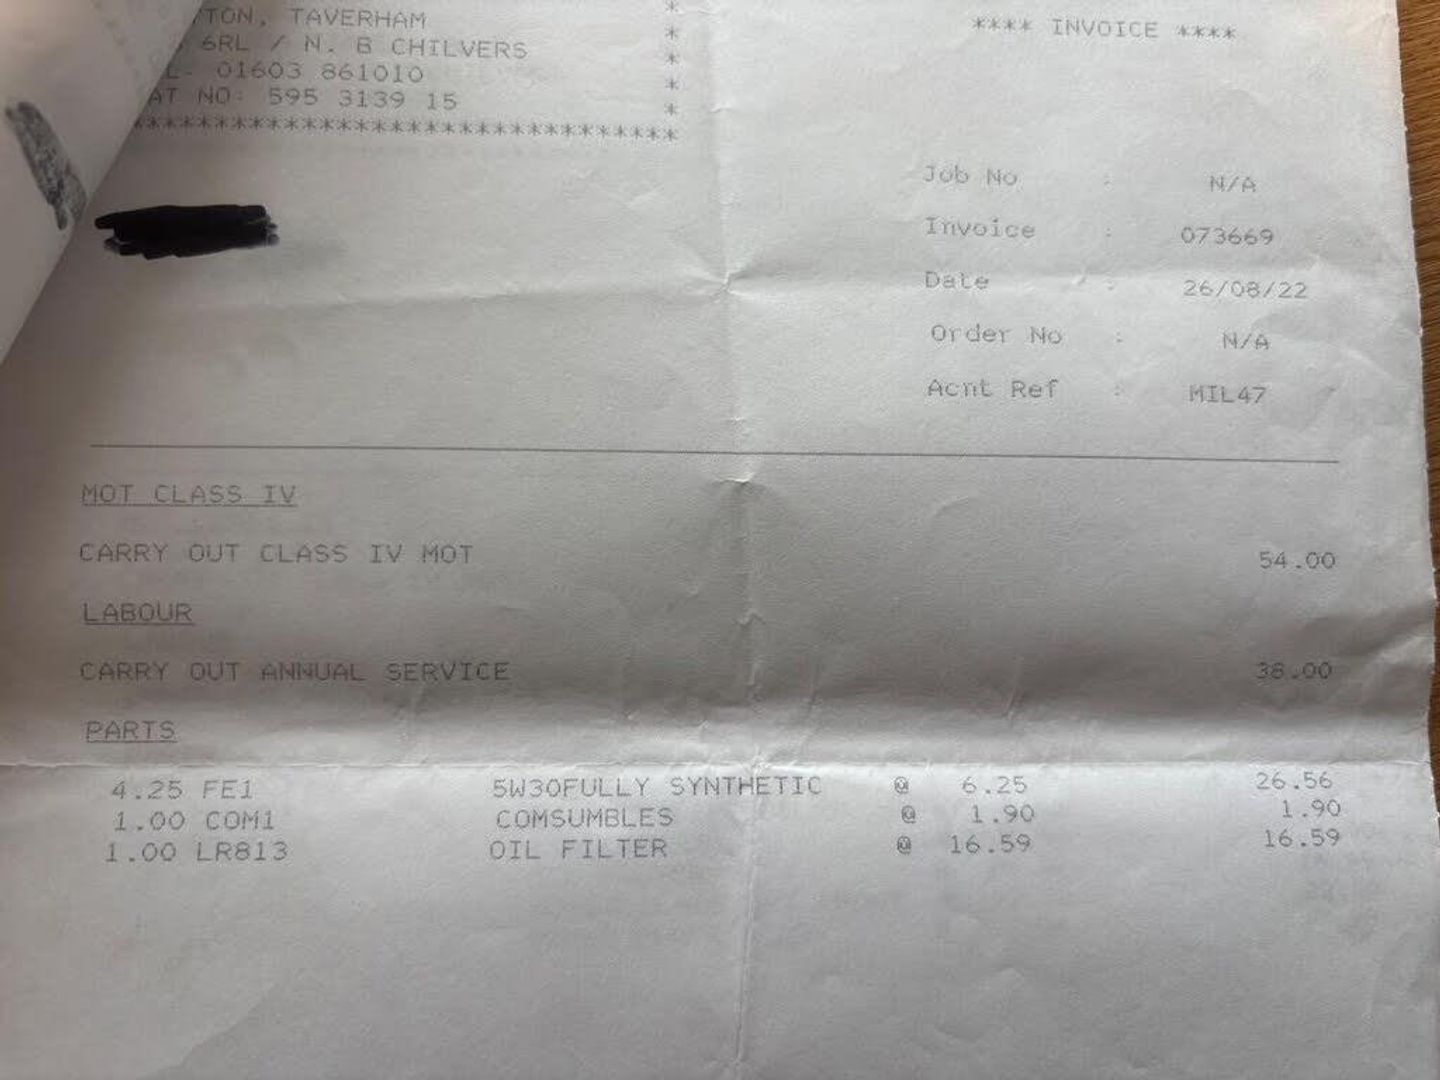 TON, TAVERHAM *
6RL / N. B CHILVERS *
L- 01603 861010 *
AT NO: 595 3139 15 *
*********************************
**** INVOICE ****
Job No : N/A
Invoice : 073669
Date : 26/08/22
Order No : N/A
Acnt Ref : MIL47
MOT CLASS IV
CARRY OUT CLASS IV MOT 54.00
LABOUR
CARRY OUT ANNUAL SERVICE 38.00
PARTS
4.25 FE1 5W30FULLY SYNTHETIC @ 6.25 26.56
1.00 COM1 COMSUMBLES @ 1.90 1.90
1.00 LR813 OIL FILTER @ 16.59 16.59